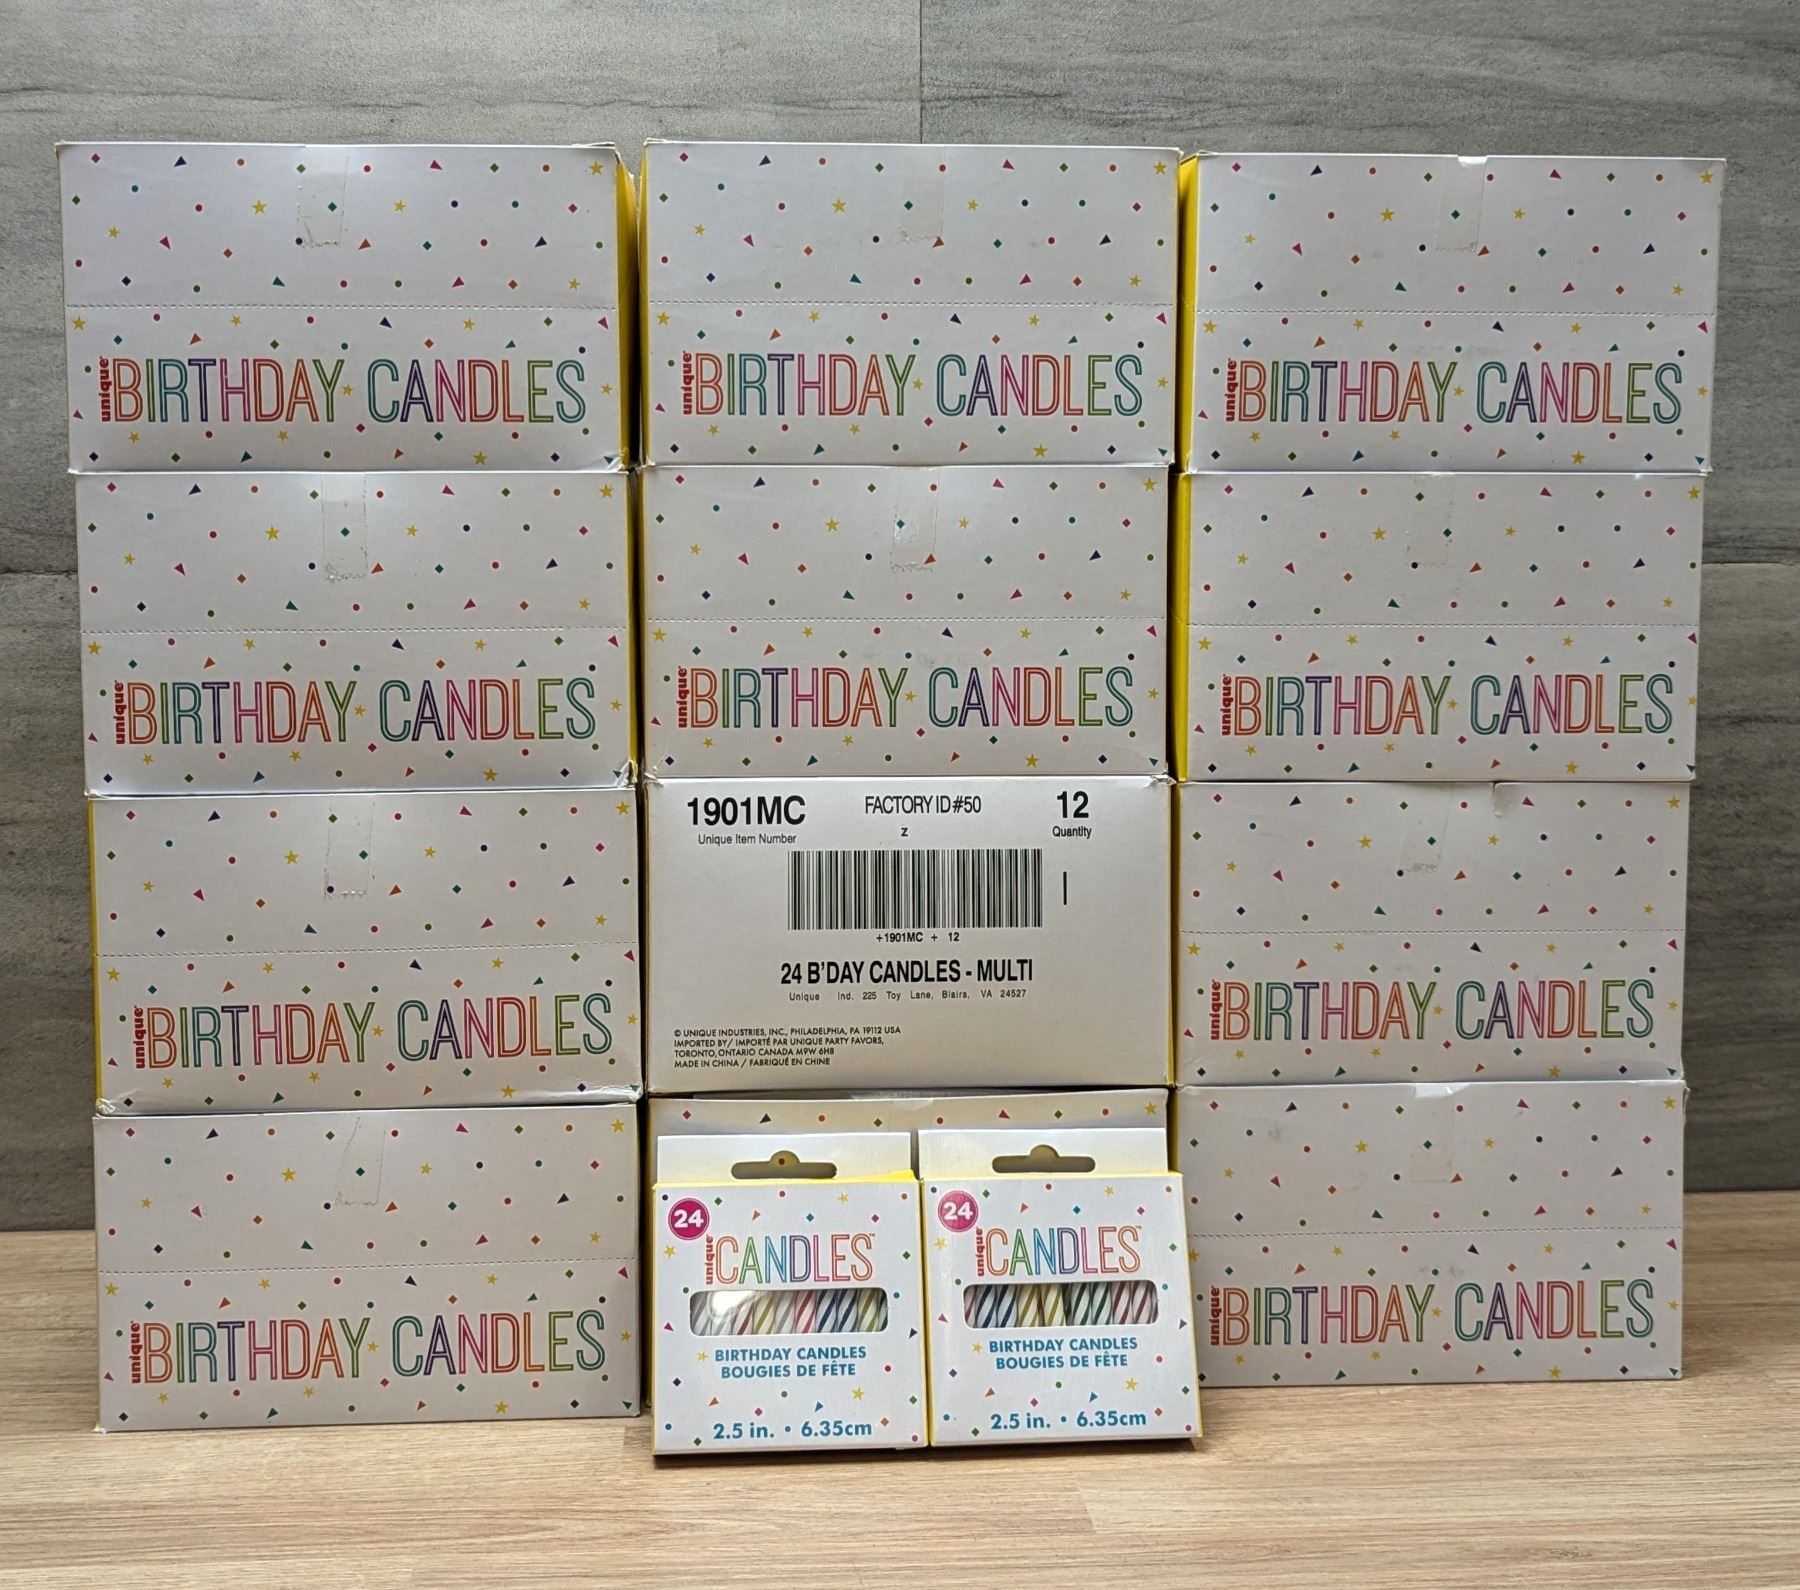 unique BIRTHDAY CANDLES
unique BIRTHDAY CANDLES
unique BIRTHDAY CANDLES
unique BIRTHDAY CANDLES
unique BIRTHDAY CANDLES
unique BIRTHDAY CANDLES
unique BIRTHDAY CANDLES
1901MC FACTORY ID #50 12
Unique Item Number Z Quantity
+1901MC + 12
24 B'DAY CANDLES - MULTI
Unique Ind. 225 Toy Lane, Blairs, VA 24527
© UNIQUE INDUSTRIES, INC., PHILADELPHIA, PA 19112 USA
IMPORTED BY/ IMPORTÉ PAR UNIQUE PARTY FAVORS,
TORONTO, ONTARIO CANADA M9W 6H8
MADE IN CHINA / FABRIQUÉ EN CHINE
unique BIRTHDAY CANDLES
unique BIRTHDAY CANDLES
24
unique CANDLES™
BIRTHDAY CANDLES
BOUGIES DE FÊTE
2.5 in. • 6.35cm
24
unique CANDLES™
BIRTHDAY CANDLES
BOUGIES DE FÊTE
2.5 in. • 6.35cm
unique BIRTHDAY CANDLES